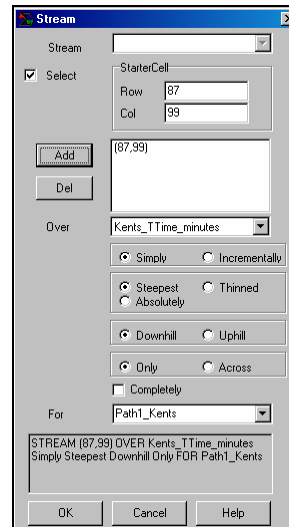 Stream
Stream
Select
StarterCell
Row 87
Col 99
Add
(87,99)
Del
Over Kents_TTime_minutes
Simply Incrementally
Steepest Thinned
Absolutely
Downhill Uphill
Only Across
Completely
For Path1_Kents
STREAM (87,99) OVER Kents_TTime_minutes
Simply Steepest Downhill Only FOR Path1_Kents
OK Cancel Help